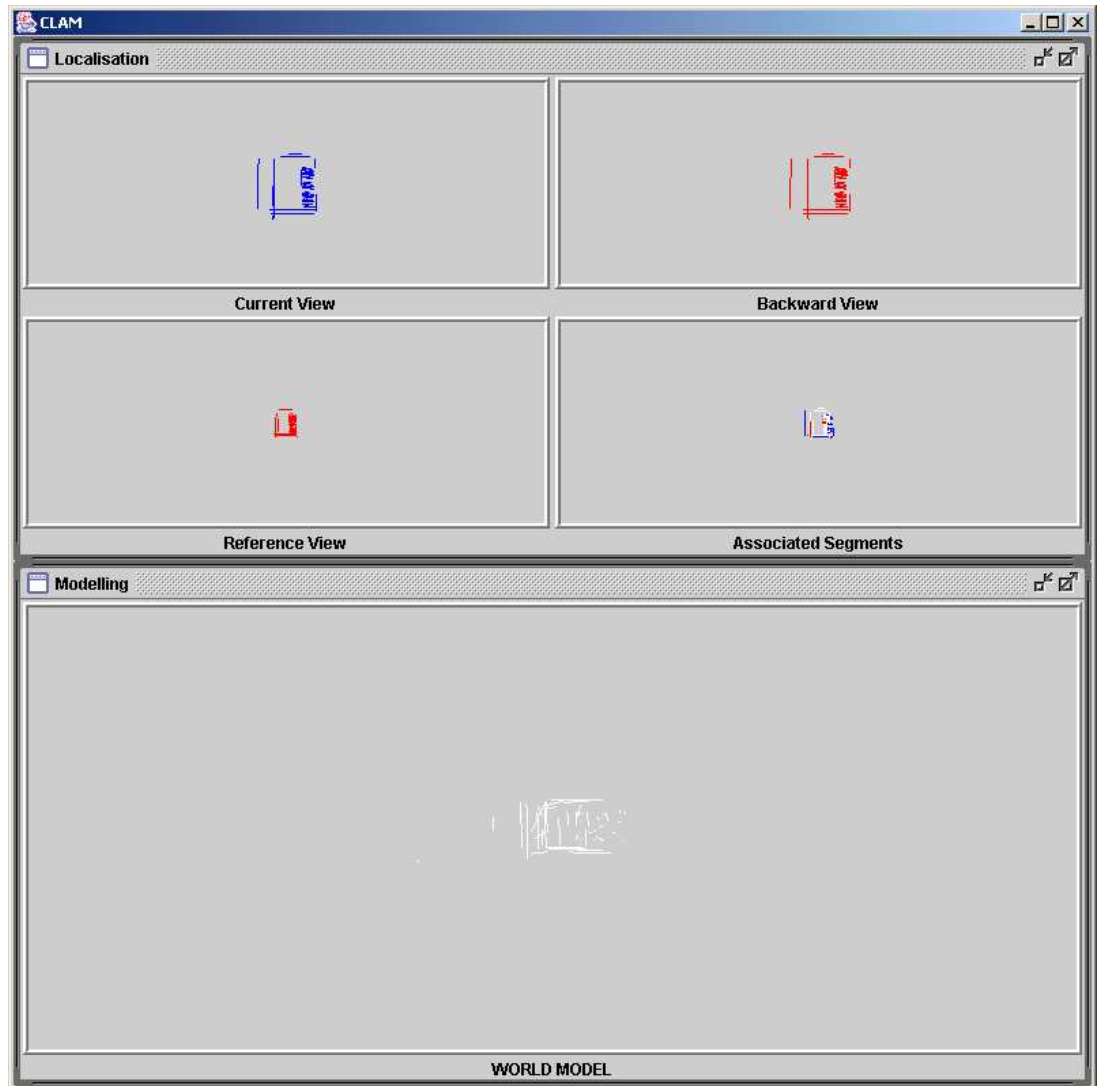 CLAM
Localisation
Current View
Backward View
Reference View
Associated Segments
Modelling
WORLD MODEL